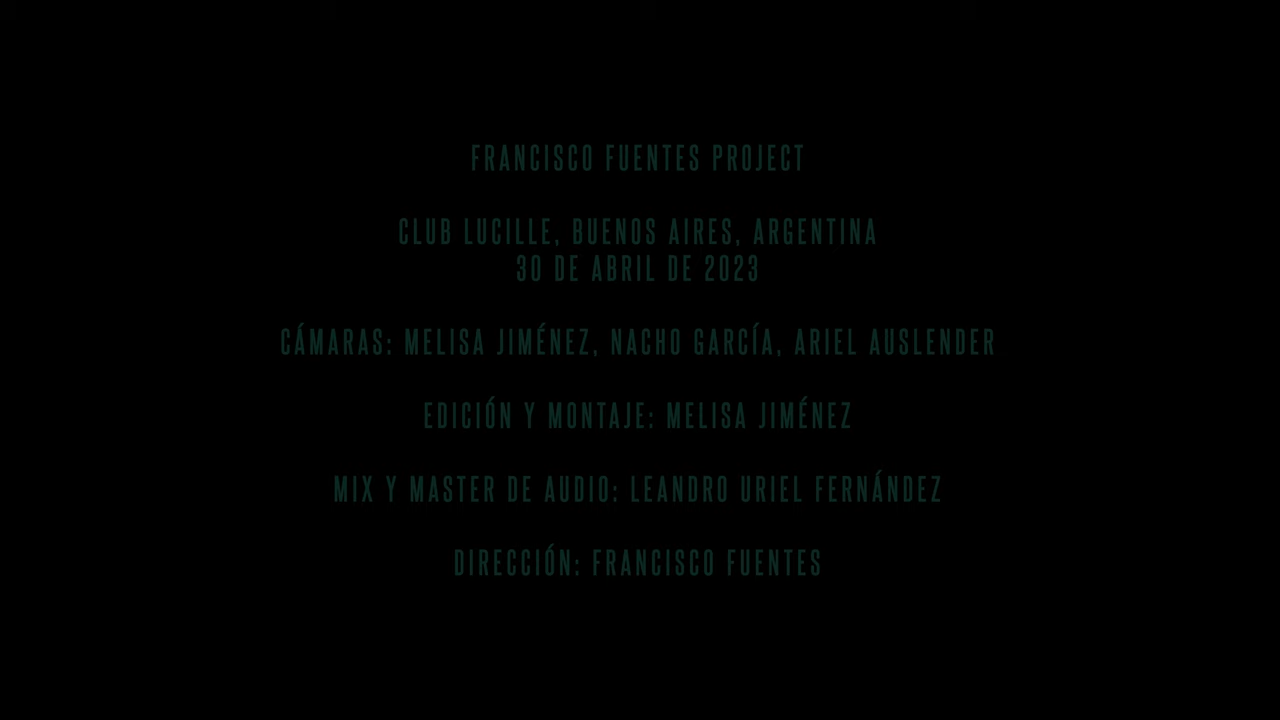 FRANCISCO FUENTES PROJECT
CLUB LUCILLE, BUENOS AIRES, ARGENTINA
30 DE ABRIL DE 2023
CÁMARAS: MELISA JIMÉNEZ, NACHO GARCÍA, ARIEL AUSLENDER
EDICIÓN Y MONTAJE: MELISA JIMÉNEZ
MIX Y MASTER DE AUDIO: LEANDRO URIEL FERNÁNDEZ
DIRECCIÓN: FRANCISCO FUENTES